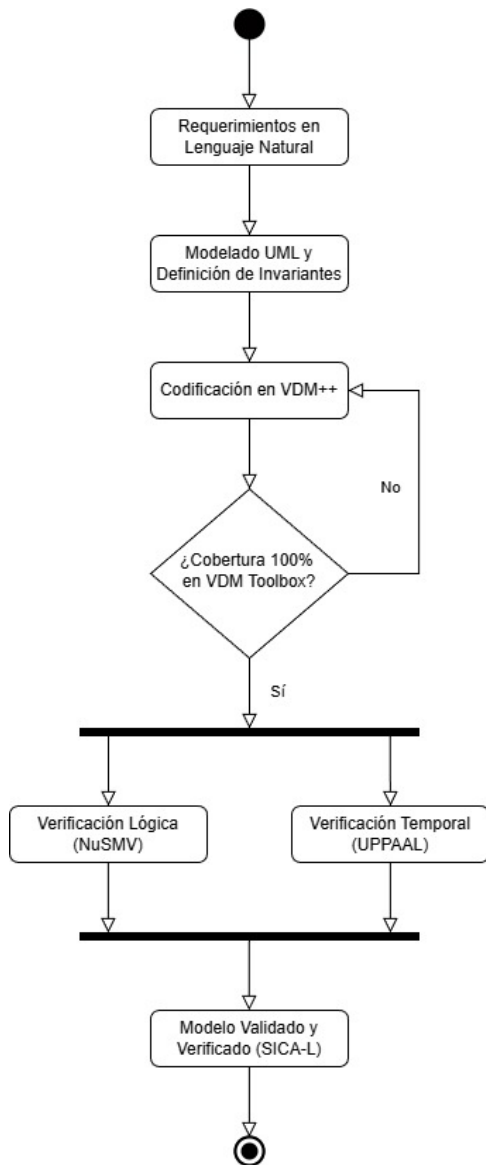 Requerimientos en
Lenguaje Natural
Modelado UML y
Definición de Invariantes
Codificación en VDM++
No
¿Cobertura 100%
en VDM Toolbox?
Sí
Verificación Lógica
(NuSMV)
Verificación Temporal
(UPPAAL)
Modelo Validado y
Verificado (SICA-L)